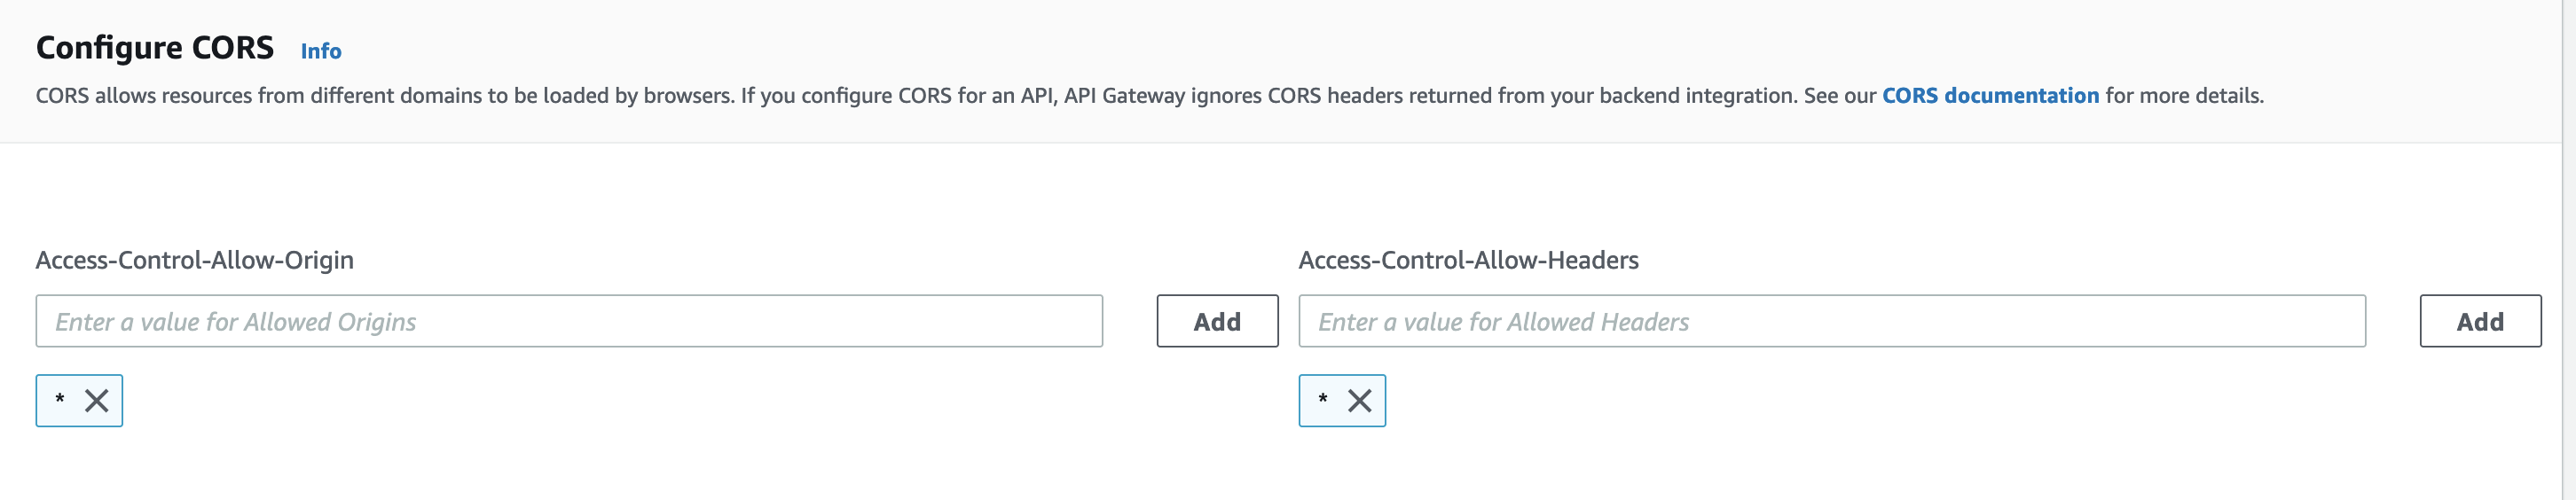 Configure CORS Info
CORS allows resources from different domains to be loaded by browsers. If you configure CORS for an API, API Gateway ignores CORS headers returned from your backend integration. See our CORS documentation for more details.
Access-Control-Allow-Origin
Enter a value for Allowed Origins
Add
*
Access-Control-Allow-Headers
Enter a value for Allowed Headers
Add
*